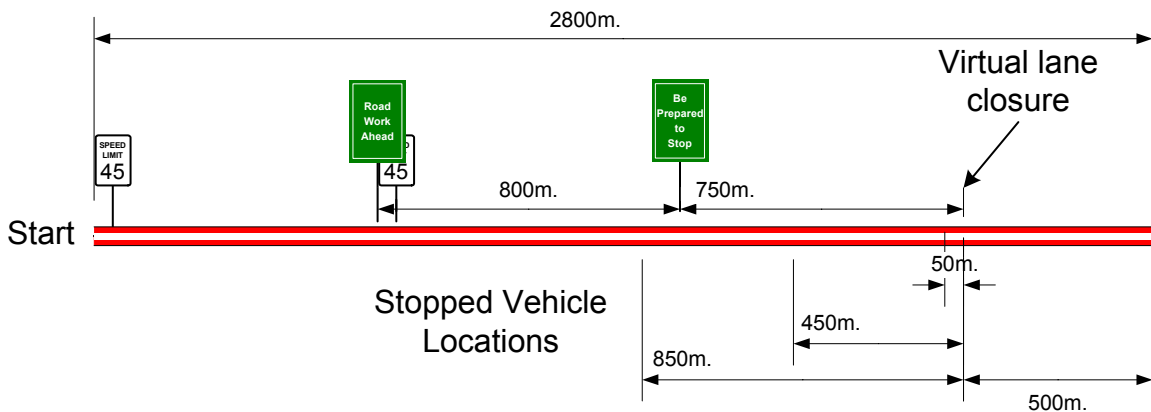 2800m.
Virtual lane
closure
Road
Work
Ahead
Be
Prepared
to
Stop
SPEED
LIMIT
45
45
800m.
750m.
Start
50m.
Stopped Vehicle
Locations
450m.
850m.
500m.